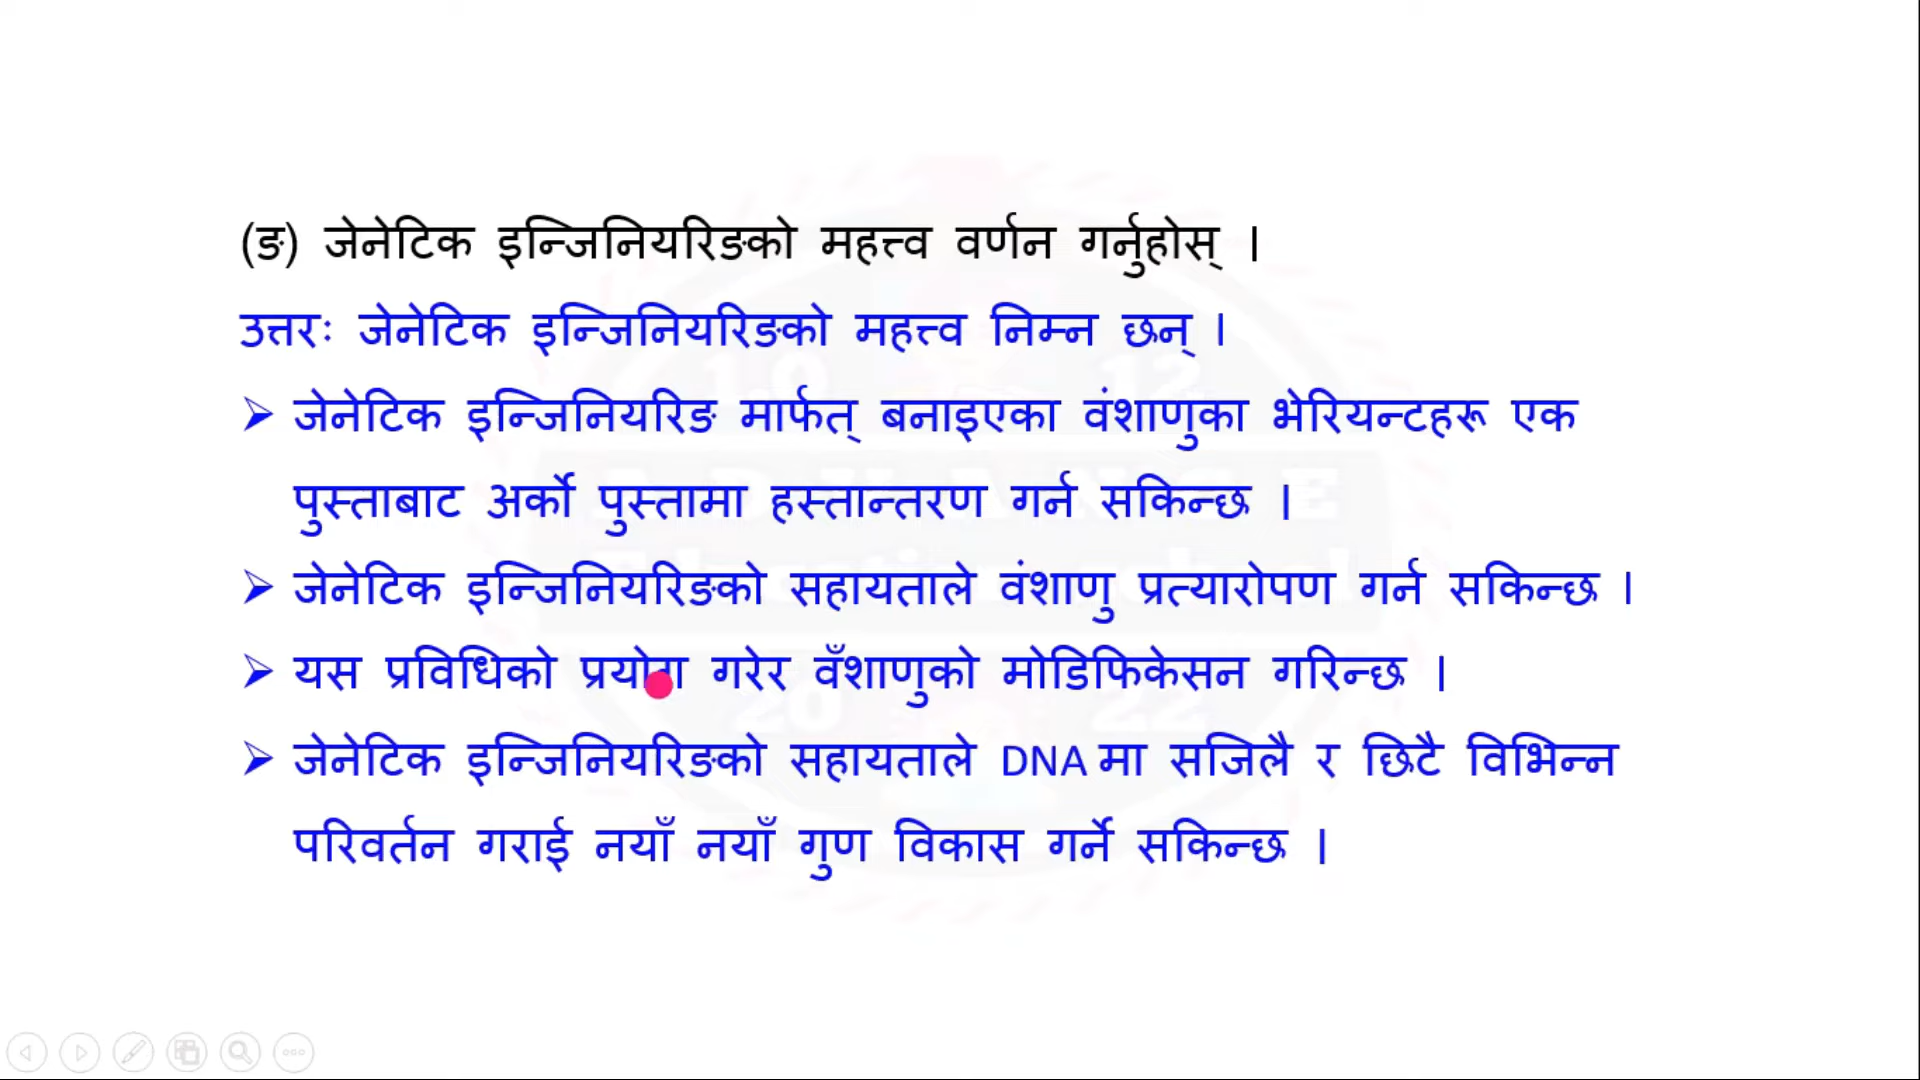 (ङ) जेनेटिक इन्जिनियरिङको महत्त्व वर्णन गर्नुहोस् ।
उत्तरः जेनेटिक इन्जिनियरिङको महत्त्व निम्न छन् ।
➢ जेनेटिक इन्जिनियरिङ मार्फत् बनाइएका वंशाणुका भेरियन्टहरू एक
पुस्ताबाट अर्को पुस्तामा हस्तान्तरण गर्न सकिन्छ ।
➢ जेनेटिक इन्जिनियरिङको सहायताले वंशाणु प्रत्यारोपण गर्न सकिन्छ ।
➢ यस प्रविधिको प्रयोग गरेर वँशाणुको मोडिफिकेसन गरिन्छ ।
➢ जेनेटिक इन्जिनियरिङको सहायताले DNA मा सजिलै र छिटै विभिन्न
परिवर्तन गराई नयाँ नयाँ गुण विकास गर्ने सकिन्छ ।